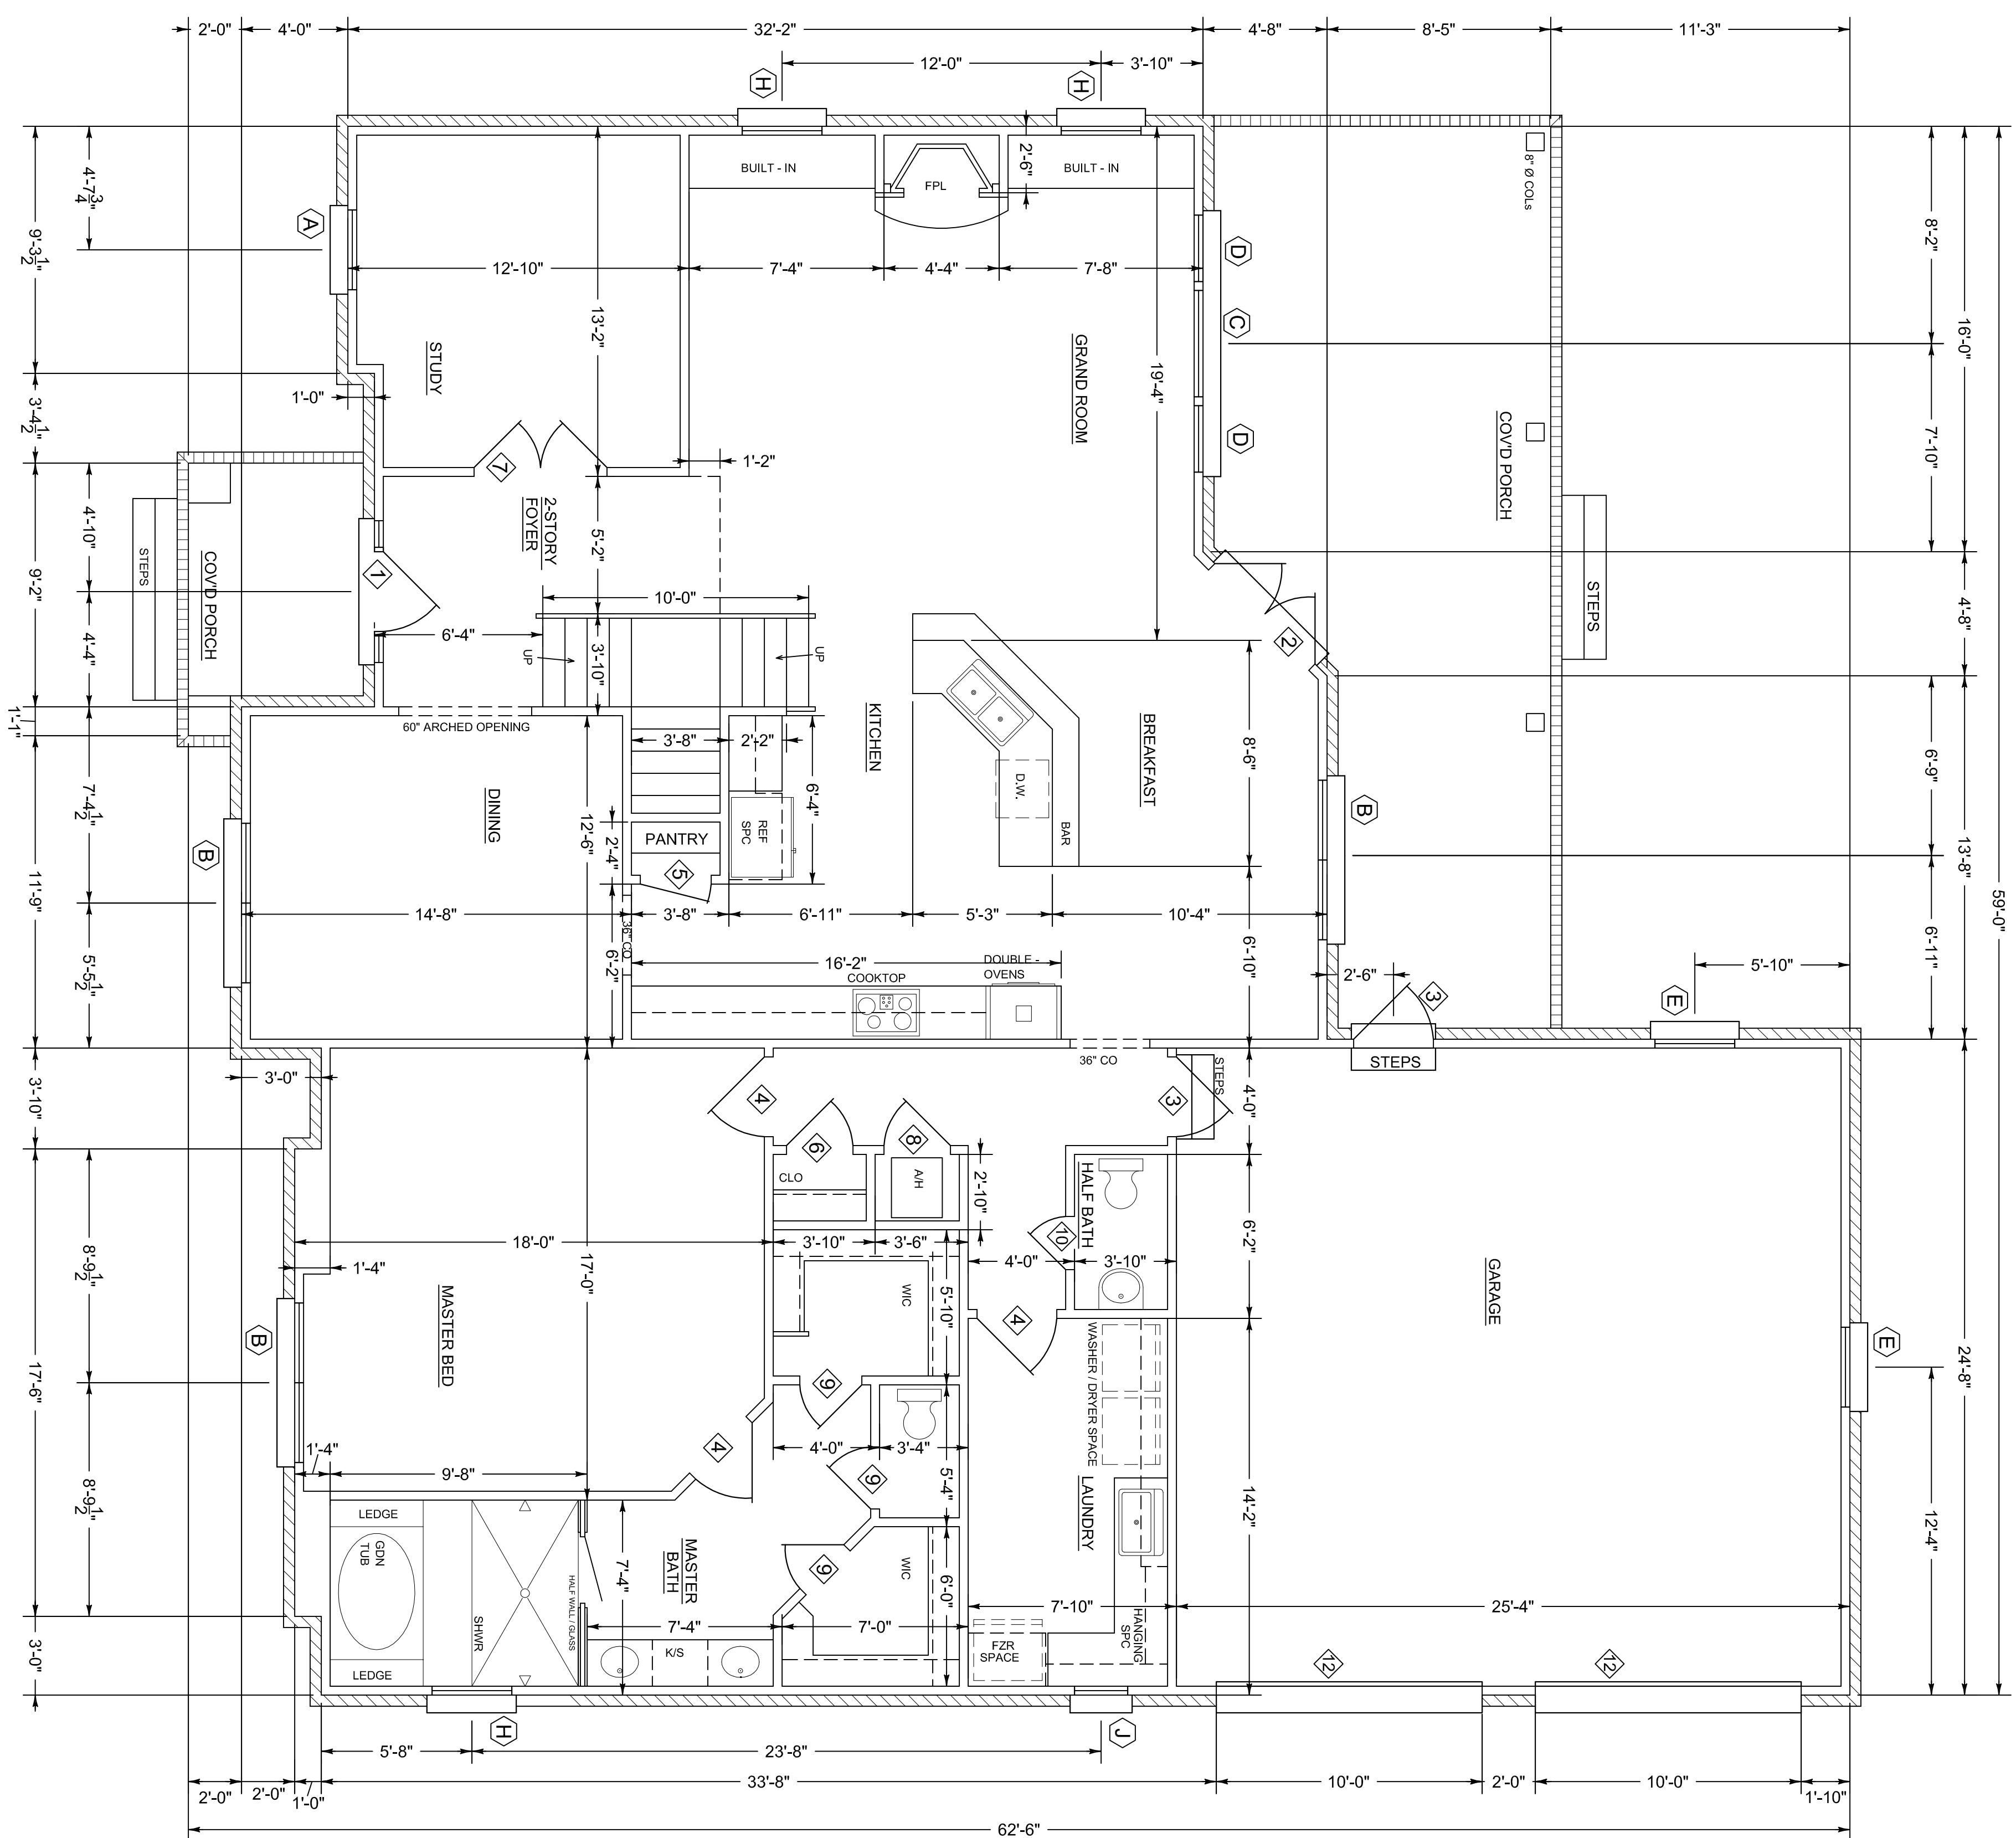 2'-0"
4'-0"
32'-2"
4'-8"
8'-5"
11'-3"
12'-0"
3'-10"
H
H
BUILT - IN
FPL
2'-6"
BUILT - IN
8" Ø COLs
4'-7 3/4"
9'-3 1/2"
A
12'-10"
7'-4"
4'-4"
7'-8"
D
C
D
8'-2"
16'-0"
7'-10"
13'-2"
STUDY
GRAND ROOM
19'-4"
COV'D PORCH
1'-0"
3'-4 1/2"
7
1'-2"
2-STORY
FOYER
5'-2"
STEPS
COV'D PORCH
4'-10"
9'-2"
4'-4"
1
10'-0"
6'-4"
UP
3'-10"
UP
2
STEPS
4'-8"
1'-1"
60" ARCHED OPENING
3'-8"
2'-2"
KITCHEN
BREAKFAST
8'-6"
6'-9"
13'-8"
59'-0"
7'-4 1/2"
11'-9"
5'-5 1/2"
B
DINING
12'-6"
PANTRY
2'-4"
5
REF
SPC
6'-4"
D.W.
BAR
B
6'-11"
14'-8"
3'-8"
6'-11"
5'-3"
10'-4"
36" CO
6'-2"
6'-10"
16'-2"
COOKTOP
DOUBLE -
OVENS
2'-6"
5'-10"
3
E
STEPS
36" CO
3'-0"
3'-10"
4
6
8
3
STEPS
4'-0"
CLO
A/H
2'-10"
HALF BATH
6'-2"
10
18'-0"
3'-10"
3'-6"
4'-0"
3'-10"
1'-4"
17'-0"
8'-9 1/2"
17'-6"
8'-9 1/2"
B
MASTER BED
WIC
5'-10"
4
WASHER / DRYER SPACE
GARAGE
E
24'-8"
12'-4"
9
4
4'-0"
3'-4"
1'-4"
9'-8"
9
5'-4"
LAUNDRY
14'-2"
LEDGE
GDN
TUB
LEDGE
SHWR
HALF WALL / GLASS
7'-4"
MASTER
BATH
9
WIC
6'-0"
7'-4"
7'-0"
7'-10"
25'-4"
K/S
FZR
SPACE
HANGING
SPC
12
12
3'-0"
H
J
5'-8"
23'-8"
2'-0"
2'-0"
1'-0"
33'-8"
10'-0"
2'-0"
10'-0"
1'-10"
62'-6"